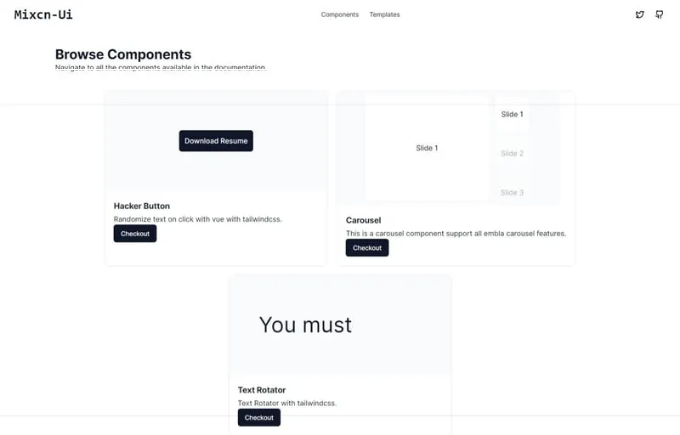 Mixcn-Ui
Components Templates
Browse Components
Navigate to all the components available in the documentation.
Download Resume
Hacker Button
Randomize text on click with vue with tailwindcss.
Checkout
Slide 1
Slide 1
Slide 2
Slide 3
Carousel
This is a carousel component support all embla carousel features.
Checkout
You must
Text Rotator
Text Rotator with tailwindcss.
Checkout